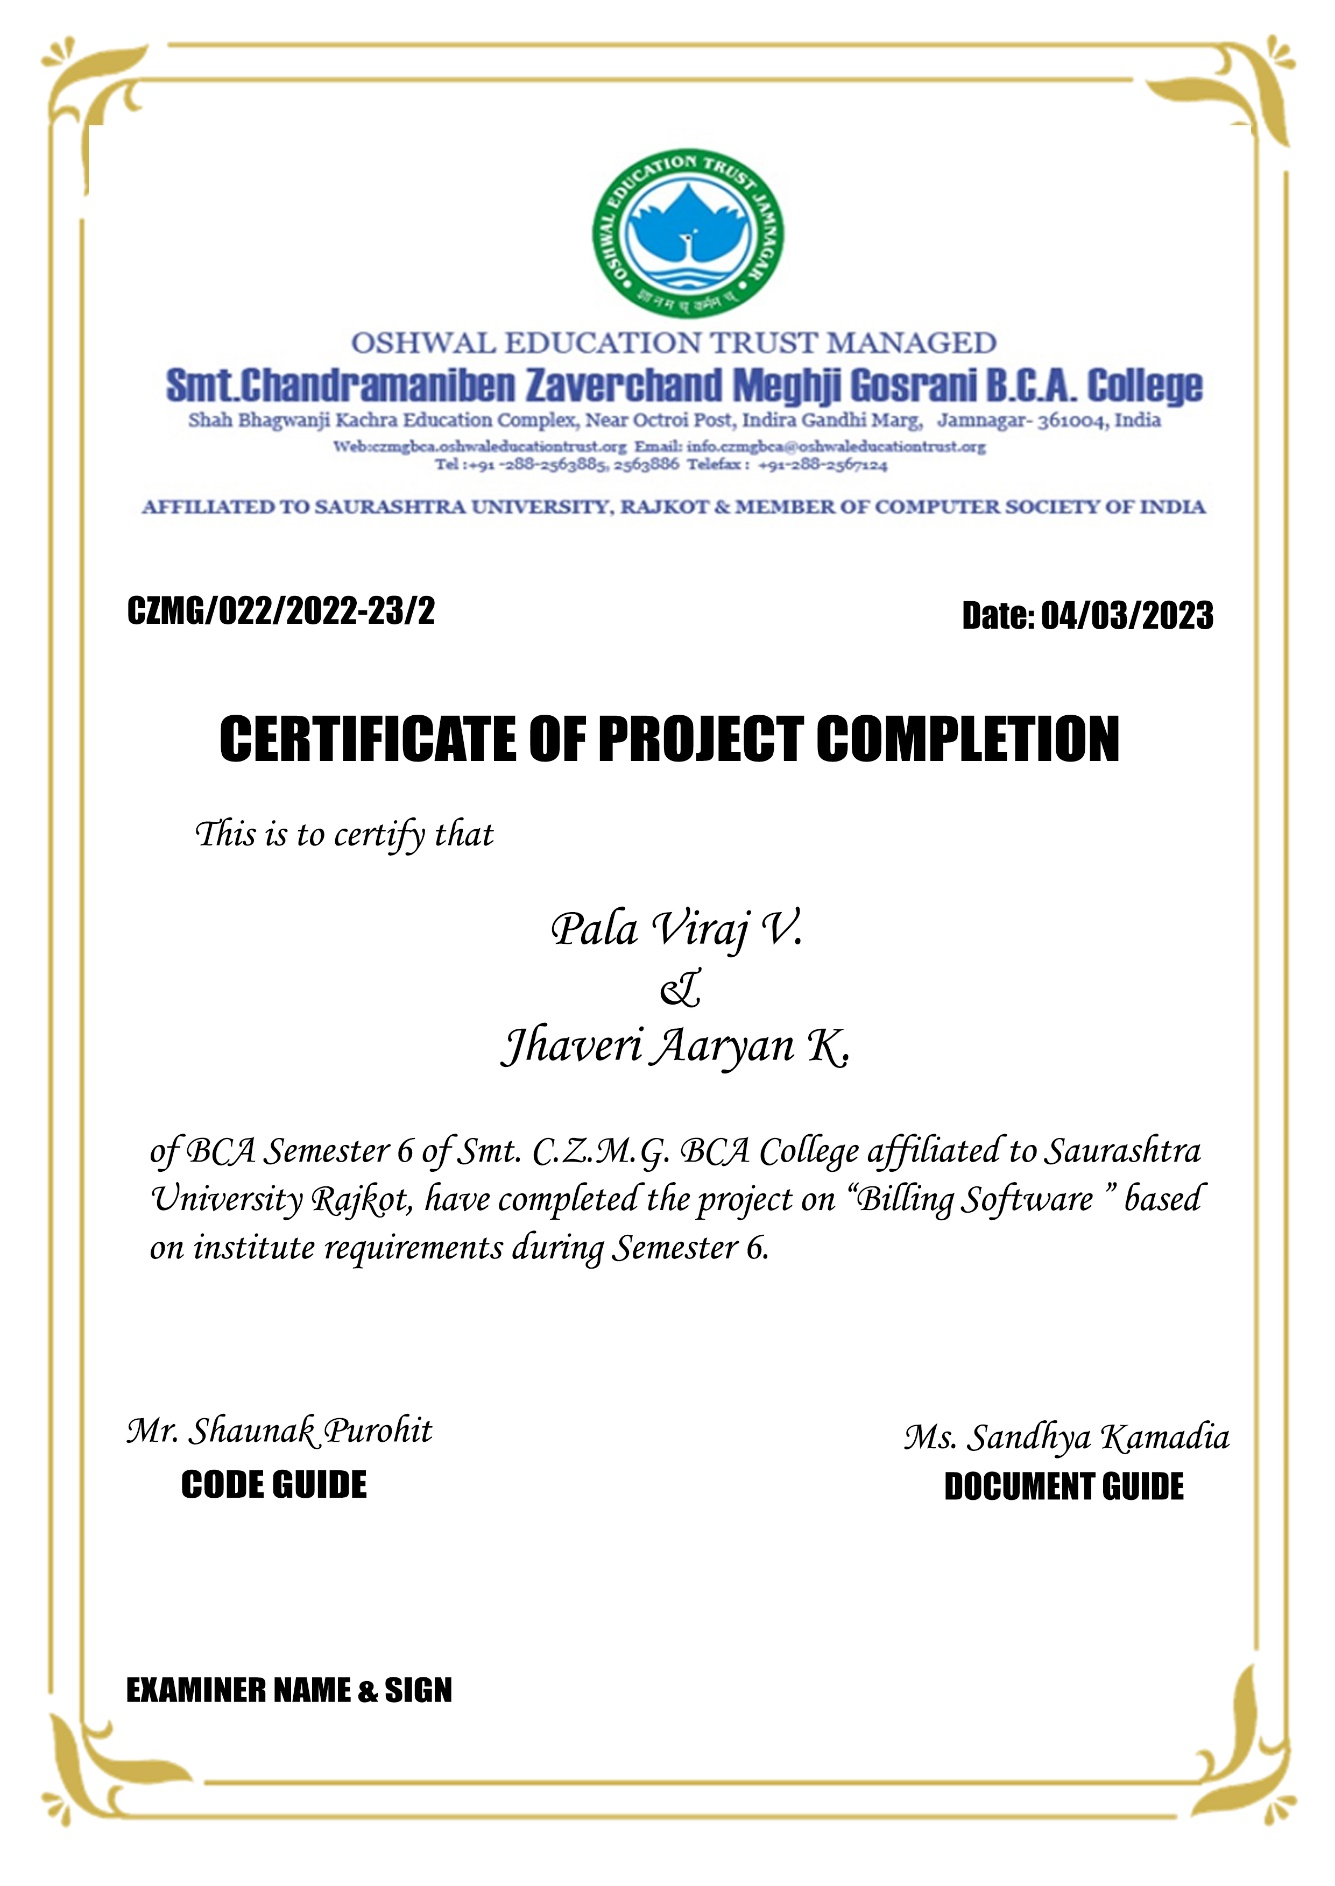 OSHWAL EDUCATION TRUST JAMNAGAR
OSHWAL EDUCATION TRUST MANAGED
Smt.Chandramaniben Zaverchand Meghji Gosrani B.C.A. College
Shah Bhagwanji Kachra Education Complex, Near Octroi Post, Indira Gandhi Marg, Jamnagar- 361004, India
Web:czmgbca.oshwaleducationtrust.org Email: info.czmgbca@oshwaleducationtrust.org
Tel :+91 -288-2563885, 2563886 Telefax : +91-288-2567124
AFFILIATED TO SAURASHTRA UNIVERSITY, RAJKOT & MEMBER OF COMPUTER SOCIETY OF INDIA
CZMG/022/2022-23/2
Date: 04/03/2023
CERTIFICATE OF PROJECT COMPLETION
This is to certify that
Pala Viraj V.
&
Jhaveri Aaryan K.
of BCA Semester 6 of Smt. C.Z.M.G. BCA College affiliated to Saurashtra
University Rajkot, have completed the project on “Billing Software ” based
on institute requirements during Semester 6.
Mr. Shaunak Purohit
Ms. Sandhya Kamadia
CODE GUIDE
DOCUMENT GUIDE
EXAMINER NAME & SIGN